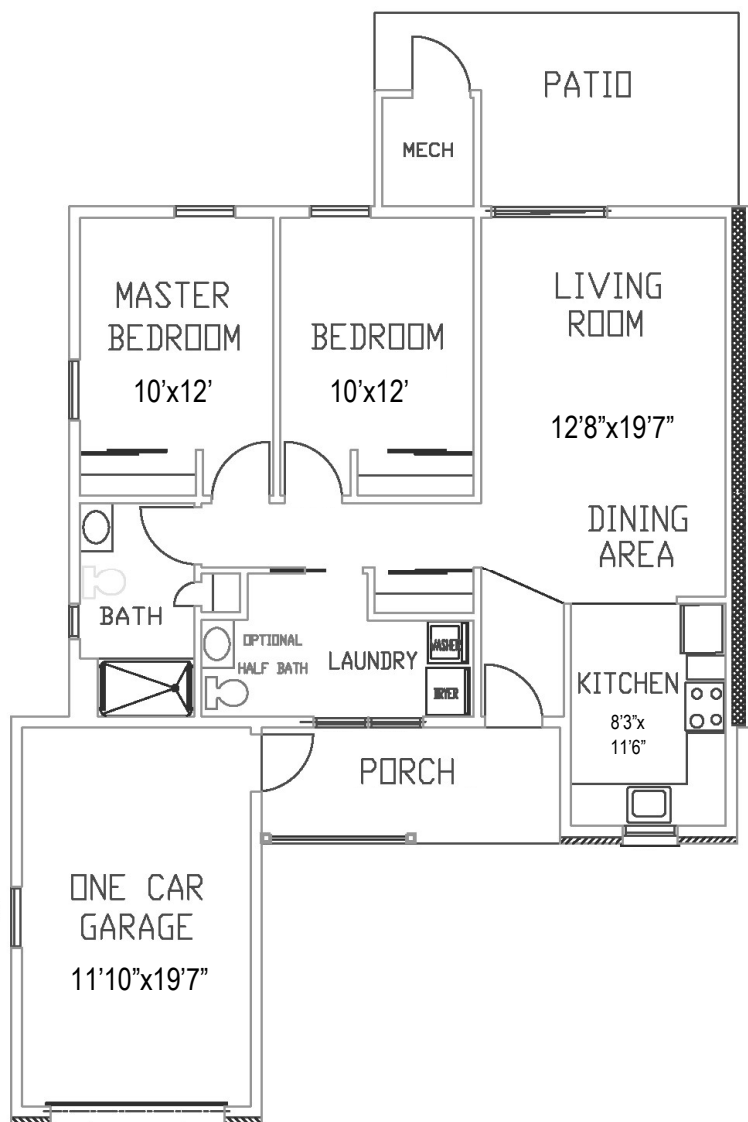 PATIO
MECH
MASTER
BEDROOM
10'x12'
BEDROOM
10'x12'
LIVING
ROOM
12'8"x19'7"
DINING
AREA
BATH
OPTIONAL
HALF BATH
LAUNDRY
WASHER
DRYER
KITCHEN
8'3"x
11'6"
PORCH
ONE CAR
GARAGE
11'10"x19'7"